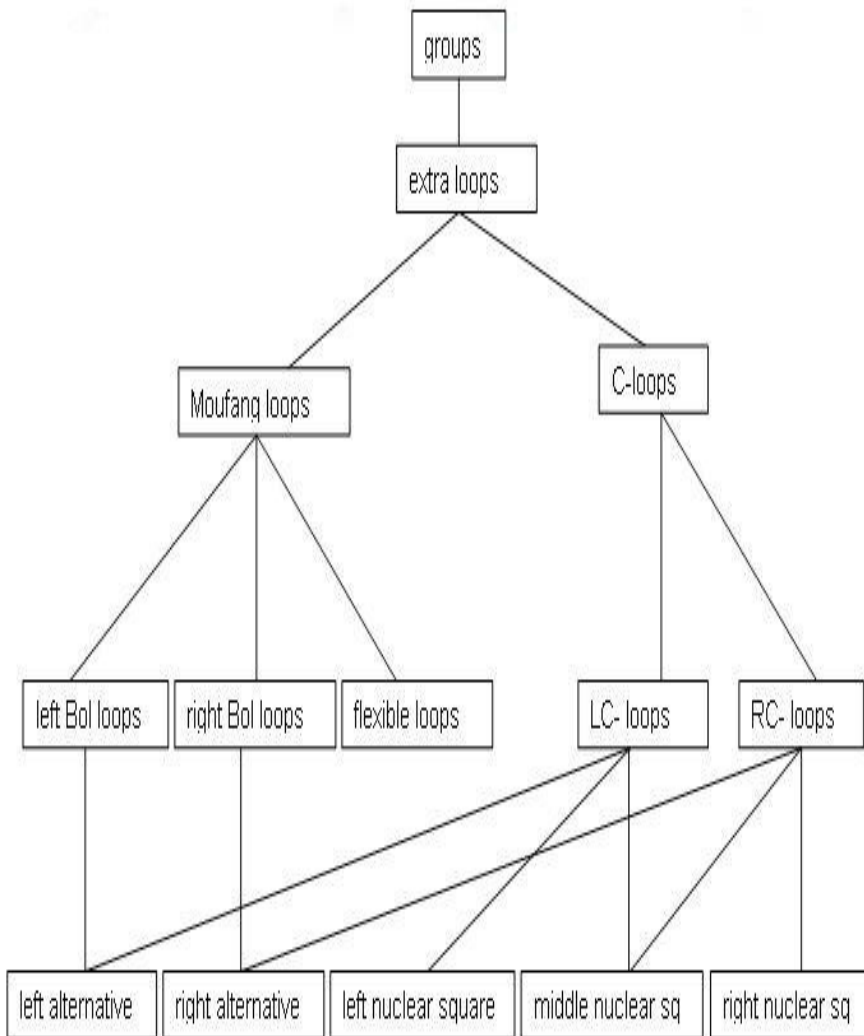 groups
extra loops
Moufang loops
C-loops
left Bol loops
right Bol loops
flexible loops
LC- loops
RC- loops
left alternative
right alternative
left nuclear square
middle nuclear sq
right nuclear sq